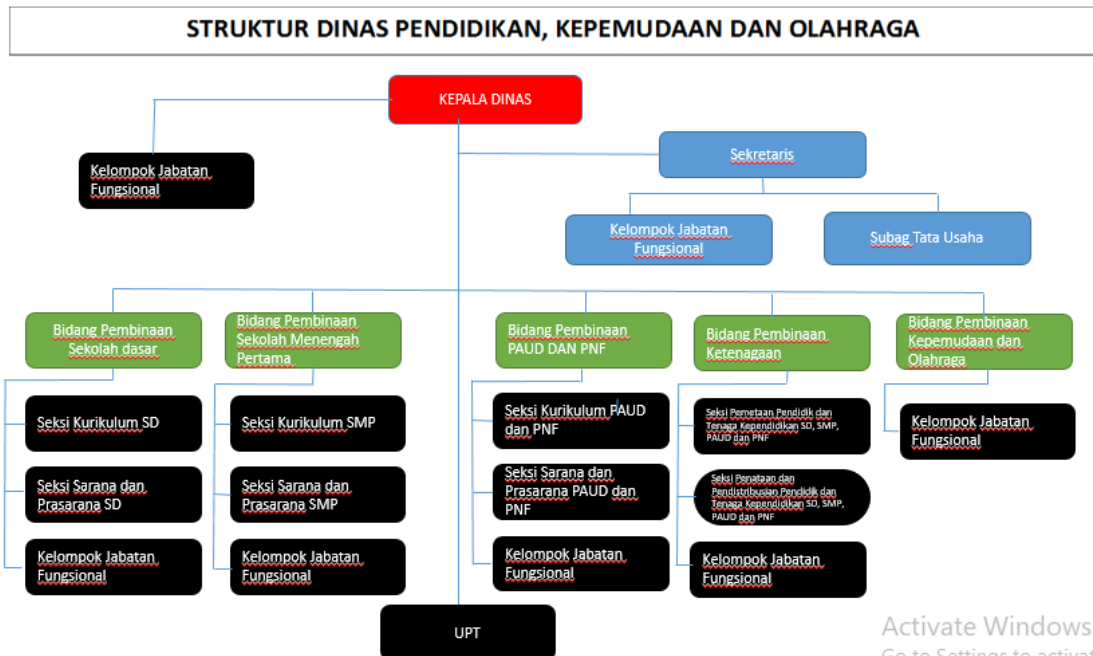 STRUKTUR DINAS PENDIDIKAN, KEPEMUDAAN DAN OLAHRAGA
KEPALA DINAS
Kelompok Jabatan
Fungsional
Sekretaris
Kelompok Jabatan
Fungsional
Subag Tata Usaha
Bidang Pembinaan
Sekolah dasar
Bidang Pembinaan
Sekolah Menengah
Pertama
Bidang Pembinaan
PAUD DAN PNF
Bidang Pembinaan
Ketenagaan
Bidang Pembinaan
Kepemudaan dan
Olahraga
Seksi Kurikulum SD
Seksi Sarana dan
Prasarana SD
Kelompok Jabatan
Fungsional
Seksi Kurikulum SMP
Seksi Sarana dan
Prasarana SMP
Kelompok Jabatan
Fungsional
Seksi Kurikulum PAUD
dan PNF
Seksi Sarana dan
Prasarana PAUD dan
PNF
Kelompok Jabatan
Fungsional
Seksi Pemetaan Pendidik dan
Tenaga Kependidikan SD, SMP,
PAUD dan PNF
Seksi Penataan dan
Pendistribusian Pendidik dan
Tenaga Kependidikan SD, SMP,
PAUD dan PNF
Kelompok Jabatan
Fungsional
Kelompok Jabatan
Fungsional
UPT
Activate Windows
Go to Settings to activat